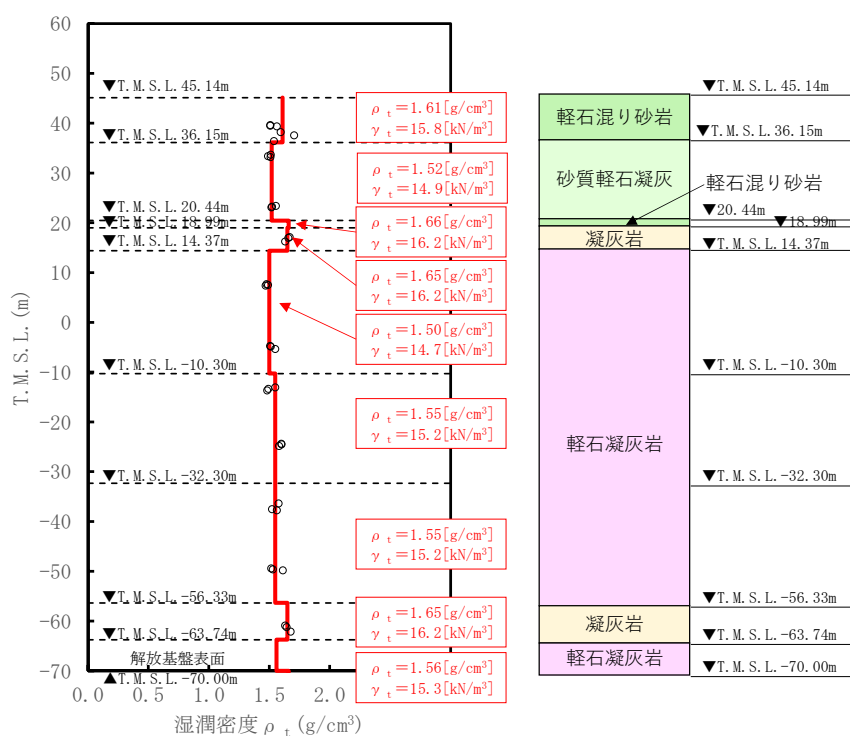 60
50
40
30
20
10
0
−10
−20
−30
−40
−50
−60
−70
T.M.S.L.(m)
0.0
1.0
2.0
湿潤密度ρt(g/cm³)
▼T.M.S.L.45.14m
▼T.M.S.L.36.15m
▼T.M.S.L.20.44m
▼T.M.S.L.18.99m
▼T.M.S.L.14.37m
▼T.M.S.L.-10.30m
▼T.M.S.L.-32.30m
▼T.M.S.L.-56.33m
▼T.M.S.L.-63.74m
解放基盤表面
▲T.M.S.L.-70.00m
ρt=1.61[g/cm³]
γt=15.8[kN/m³]
ρt=1.52[g/cm³]
γt=14.9[kN/m³]
ρt=1.66[g/cm³]
γt=16.2[kN/m³]
ρt=1.65[g/cm³]
γt=16.2[kN/m³]
ρt=1.50[g/cm³]
γt=14.7[kN/m³]
ρt=1.55[g/cm³]
γt=15.2[kN/m³]
ρt=1.55[g/cm³]
γt=15.2[kN/m³]
ρt=1.65[g/cm³]
γt=16.2[kN/m³]
ρt=1.56[g/cm³]
γt=15.3[kN/m³]
軽石混り砂岩
砂質軽石凝灰
軽石混り砂岩
凝灰岩
軽石凝灰岩
凝灰岩
軽石凝灰岩
▼T.M.S.L.45.14m
▼T.M.S.L.36.15m
▼20.44m
▼18.99m
▼T.M.S.L.14.37m
▼T.M.S.L.-10.30m
▼T.M.S.L.-32.30m
▼T.M.S.L.-56.33m
▼T.M.S.L.-63.74m
▼T.M.S.L.-70.00m